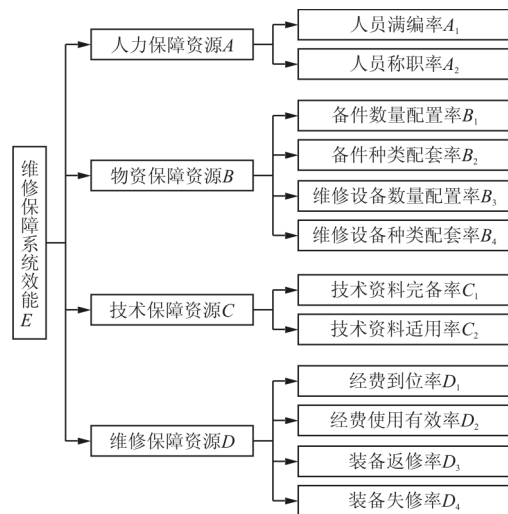 维修保障系统效能E
人力保障资源A
人员满编率A₁
人员称职率A₂
物资保障资源B
备件数量配置率B₁
备件种类配套率B₂
维修设备数量配置率B₃
维修设备种类配套率B₄
技术保障资源C
技术资料完备率C₁
技术资料适用率C₂
维修保障资源D
经费到位率D₁
经费使用有效率D₂
装备返修率D₃
装备失修率D₄